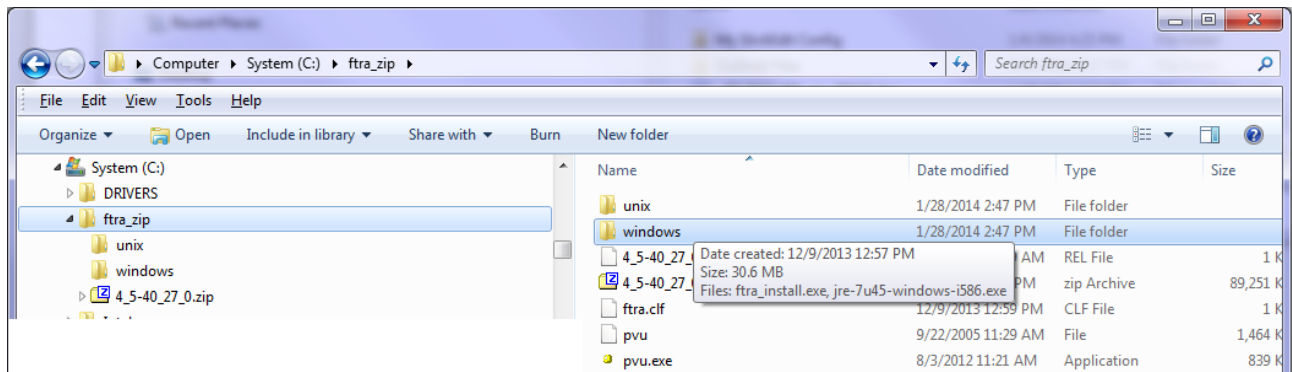 Computer System (C:) ftra_zip Search ftra_zip
File Edit View Tools Help
Organize Open Include in library Share with Burn New folder
System (C:)
DRIVERS
ftra_zip
unix
windows
4_5-40_27_0.zip
Name Date modified Type Size
unix 1/28/2014 2:47 PM File folder
windows 1/28/2014 2:47 PM File folder
4_5-40_27_ AM REL File 1 K
4_5-40_27_ PM zip Archive 89,251 K
ftra.clf 12/9/2013 12:59 PM CLF File 1 K
pvu 9/22/2005 11:29 AM File 1,464 K
pvu.exe 8/3/2012 11:21 AM Application 839 K
Date created: 12/9/2013 12:57 PM
Size: 30.6 MB
Files: ftra_install.exe, jre-7u45-windows-i586.exe